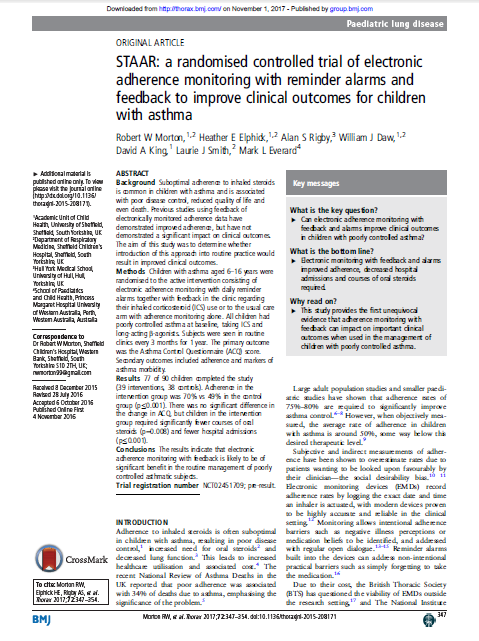 Downloaded from http://thorax.bmj.com/ on November 1, 2017 - Published by group.bmj.com
Paediatric lung disease
ORIGINAL ARTICLE
STAAR: a randomised controlled trial of electronic
adherence monitoring with reminder alarms and
feedback to improve clinical outcomes for children
with asthma
Robert W Morton,1,2 Heather E Elphick,1,2 Alan S Rigby,3 William J Daw,1,2
David A King,1 Laurie J Smith,2 Mark L Everard4
► Additional material is
published online only. To view
please visit the journal online
(http://dx.doi.org/10.1136/
thoraxjnl-2015-208171).
1Academic Unit of Child
Health, University of Sheffield,
Sheffield, South Yorkshire, UK
2Department of Respiratory
Medicine, Sheffield Children's
Hospital, Sheffield, South
Yorkshire, UK
3Hull York Medical School,
University of Hull, Hull,
Yorkshire, UK
4School of Paediatrics
and Child Health, Princess
Margaret Hospital University
of Western Australia, Perth,
Western Australia, Australia
Correspondence to
Dr Robert W Morton, Sheffield
Children's Hospital, Western
Bank, Sheffield, South
Yorkshire S10 2TH, UK;
rwmorton99@gmail.com
Received 8 December 2015
Revised 28 July 2016
Accepted 6 October 2016
Published Online First
4 November 2016
CrossMark
To cite: Morton RW,
Elphick HE, Rigby AS, et al.
Thorax 2017;72:347–354.
ABSTRACT
Background Suboptimal adherence to inhaled steroids
is common in children with asthma and is associated
with poor disease control, reduced quality of life and
even death. Previous studies using feedback of
electronically monitored adherence data have
demonstrated improved adherence, but have not
demonstrated a significant impact on clinical outcomes.
The aim of this study was to determine whether
introduction of this approach into routine practice would
result in improved clinical outcomes.
Methods Children with asthma aged 6–16 years were
randomised to the active intervention consisting of
electronic adherence monitoring with daily reminder
alarms together with feedback in the clinic regarding
their inhaled corticosteroid (ICS) use or to the usual care
arm with adherence monitoring alone. All children had
poorly controlled asthma at baseline, taking ICS and
long-acting β-agonists. Subjects were seen in routine
clinics every 3 months for 1 year. The primary outcome
was the Asthma Control Questionnaire (ACQ) score.
Secondary outcomes included adherence and markers of
asthma morbidity.
Results 77 of 90 children completed the study
(39 intervention, 38 controls). Adherence in the
intervention group was 70% vs 49% in the control
group (p≤0.001). There was no significant difference in
the change in ACQ, but children in the intervention
group required significantly fewer courses of oral
steroids (p=0.008) and fewer hospital admissions
(p≤0.001).
Conclusions The results indicate that electronic
adherence monitoring with feedback is likely to be of
significant benefit in the routine management of poorly
controlled asthmatic subjects.
Trial registration number NCT02451709; pre-result.
INTRODUCTION
Adherence to inhaled steroids is often suboptimal
in children with asthma, resulting in poor disease
control,1 increased need for oral steroids2 and
decreased lung function.3 This leads to increased
healthcare utilisation and associated cost.4 The
recent National Review of Asthma Deaths in the
UK reported that poor adherence was associated
with 34% of deaths due to asthma, emphasising the
significance of the problem.5
Key messages
What is the key question?
► Can electronic adherence monitoring with
feedback and alarms improve clinical outcomes
in children with poorly controlled asthma?
What is the bottom line?
► Electronic monitoring with feedback and alarms
improved adherence, decreased hospital
admissions and courses of oral steroids
required.
Why read on?
► This study provides the first unequivocal
evidence that adherence monitoring with
feedback can impact on important clinical
outcomes when used in the management of
children with poorly controlled asthma.
Large adult population studies and smaller paedi-
atric studies have shown that adherence rates of
75%–80% are required to significantly improve
asthma control.6–8 However, when objectively mea-
sured, the average rate of adherence in children
with asthma is around 50%, some way below this
desired therapeutic level.9
Subjective and indirect measurements of adher-
ence have been shown to overestimate rates due to
patients wanting to be looked upon favourably by
their clinician—the social desirability bias.10 11
Electronic monitoring devices (EMDs) record
adherence rates by logging the exact date and time
an inhaler is actuated, with modern devices proven
to be highly accurate and reliable in the clinical
setting.12 Monitoring allows intentional adherence
barriers such as negative illness perceptions or
medication beliefs to be identified, and addressed
with regular open dialogue.13–15 Reminder alarms
built into the devices can address non-intentional
practical barriers such as simply forgetting to take
the medication.16
Due to their cost, the British Thoracic Society
(BTS) has questioned the viability of EMDs outside
the research setting,17 and The National Institute
BMJ
Morton RW, et al. Thorax 2017;72:347–354. doi:10.1136/thoraxjnl-2015-208171
347